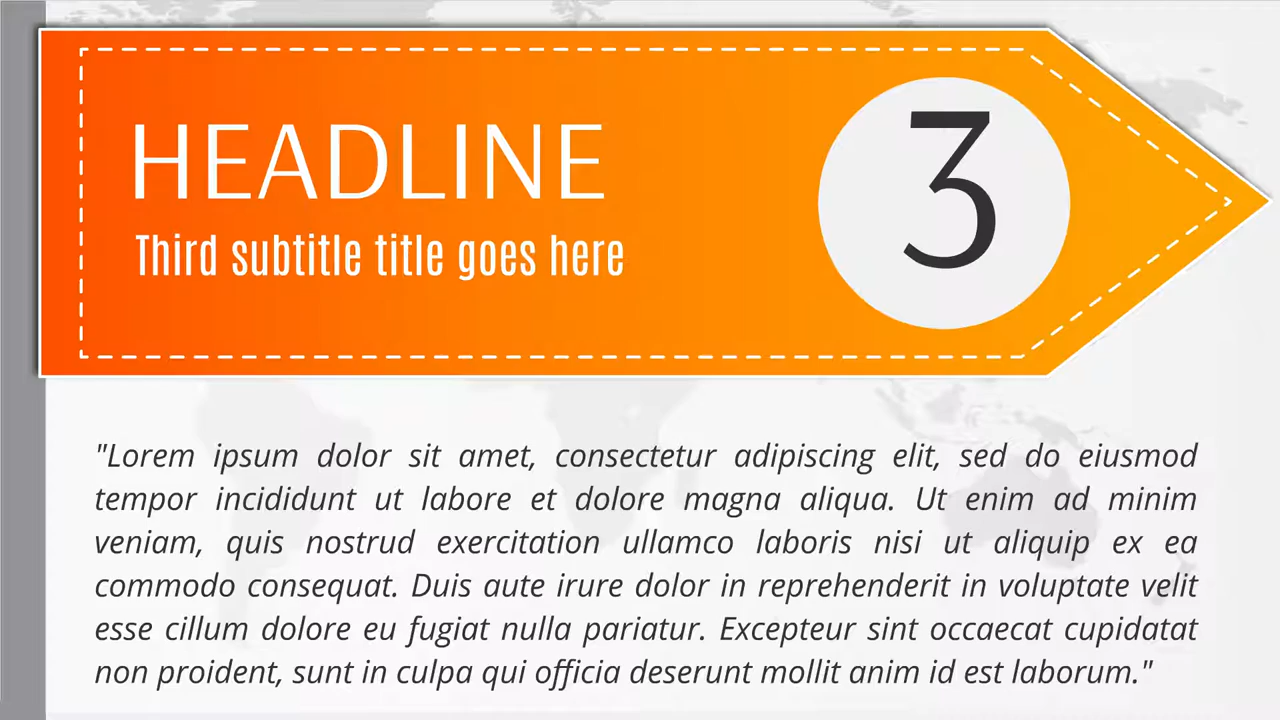 HEADLINE
Third subtitle title goes here
3
"Lorem ipsum dolor sit amet, consectetur adipiscing elit, sed do eiusmod
tempor incididunt ut labore et dolore magna aliqua. Ut enim ad minim
veniam, quis nostrud exercitation ullamco laboris nisi ut aliquip ex ea
commodo consequat. Duis aute irure dolor in reprehenderit in voluptate velit
esse cillum dolore eu fugiat nulla pariatur. Excepteur sint occaecat cupidatat
non proident, sunt in culpa qui officia deserunt mollit anim id est laborum."